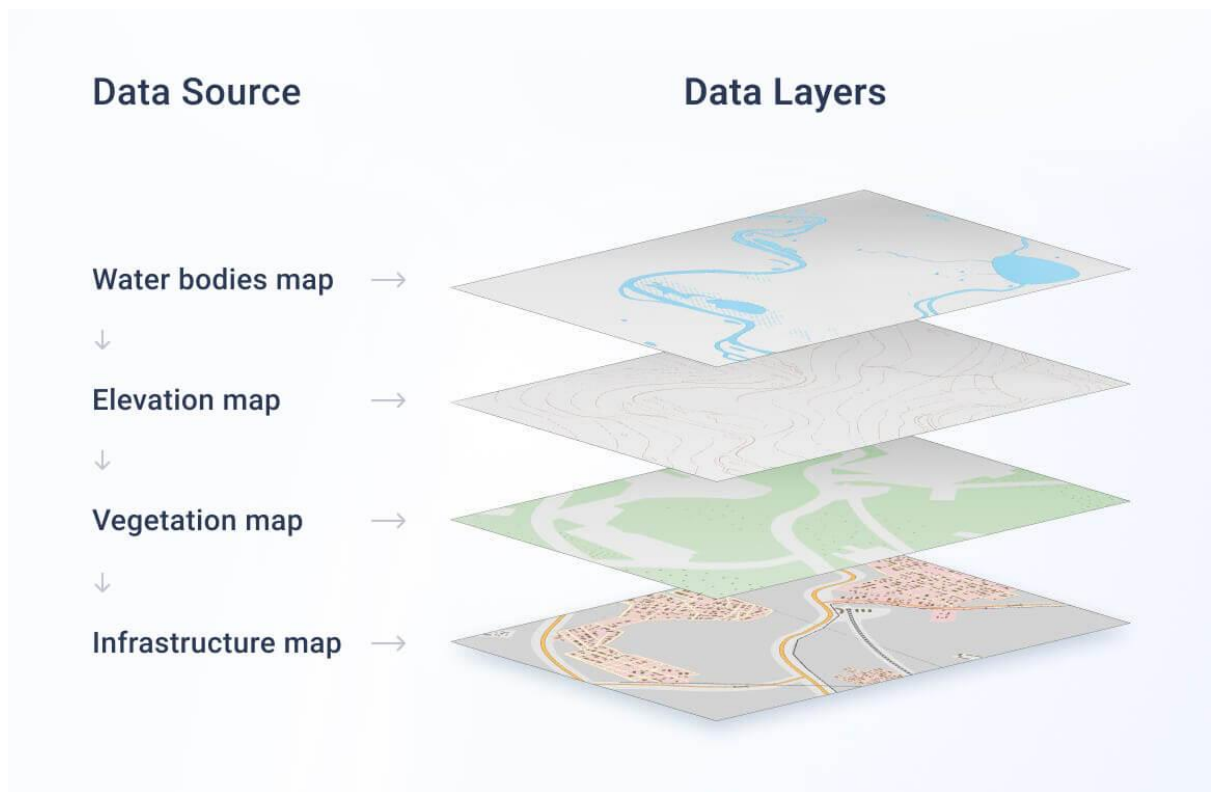 Data Source
Data Layers
Water bodies map
Elevation map
Vegetation map
Infrastructure map